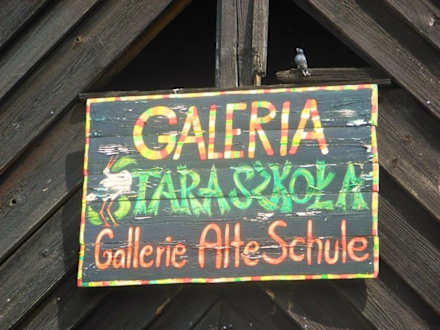 GALERIA
STARA SZKOŁA
Gallerie Alte Schule